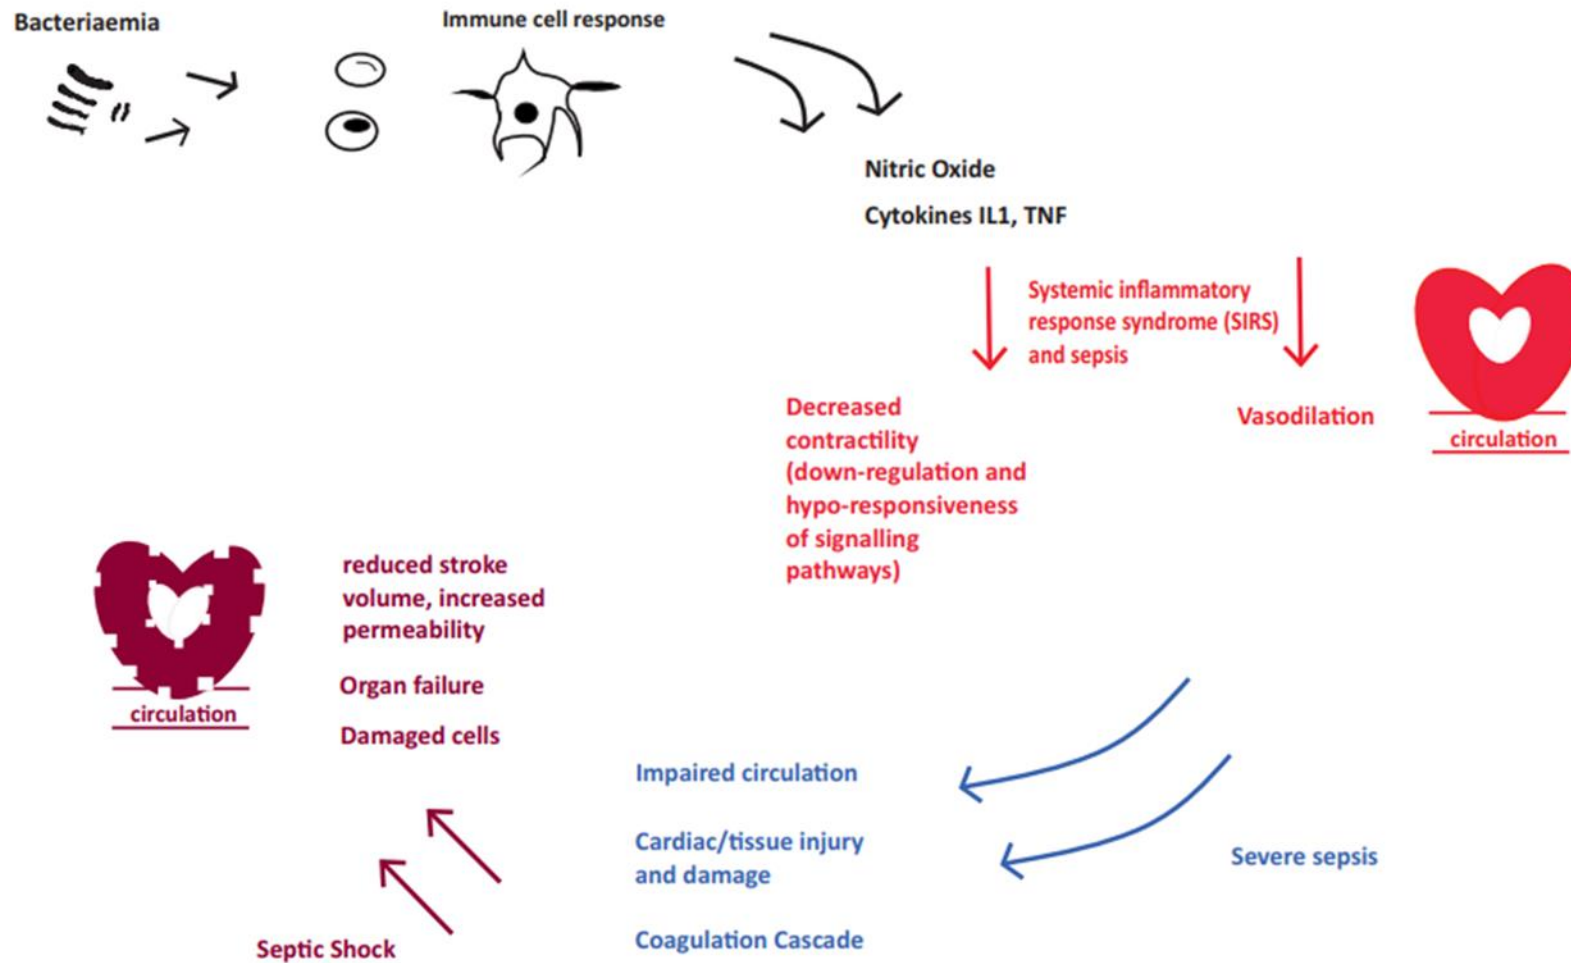 Bacteriaemia
Immune cell response
Nitric Oxide
Cytokines IL1, TNF
Systemic inflammatory
response syndrome (SIRS)
and sepsis
Decreased
contractility
(down-regulation and
hypo-responsiveness
of signalling
pathways)
Vasodilation
circulation
reduced stroke
volume, increased
permeability
Organ failure
Damaged cells
circulation
Impaired circulation
Cardiac/tissue injury
and damage
Coagulation Cascade
Severe sepsis
Septic Shock